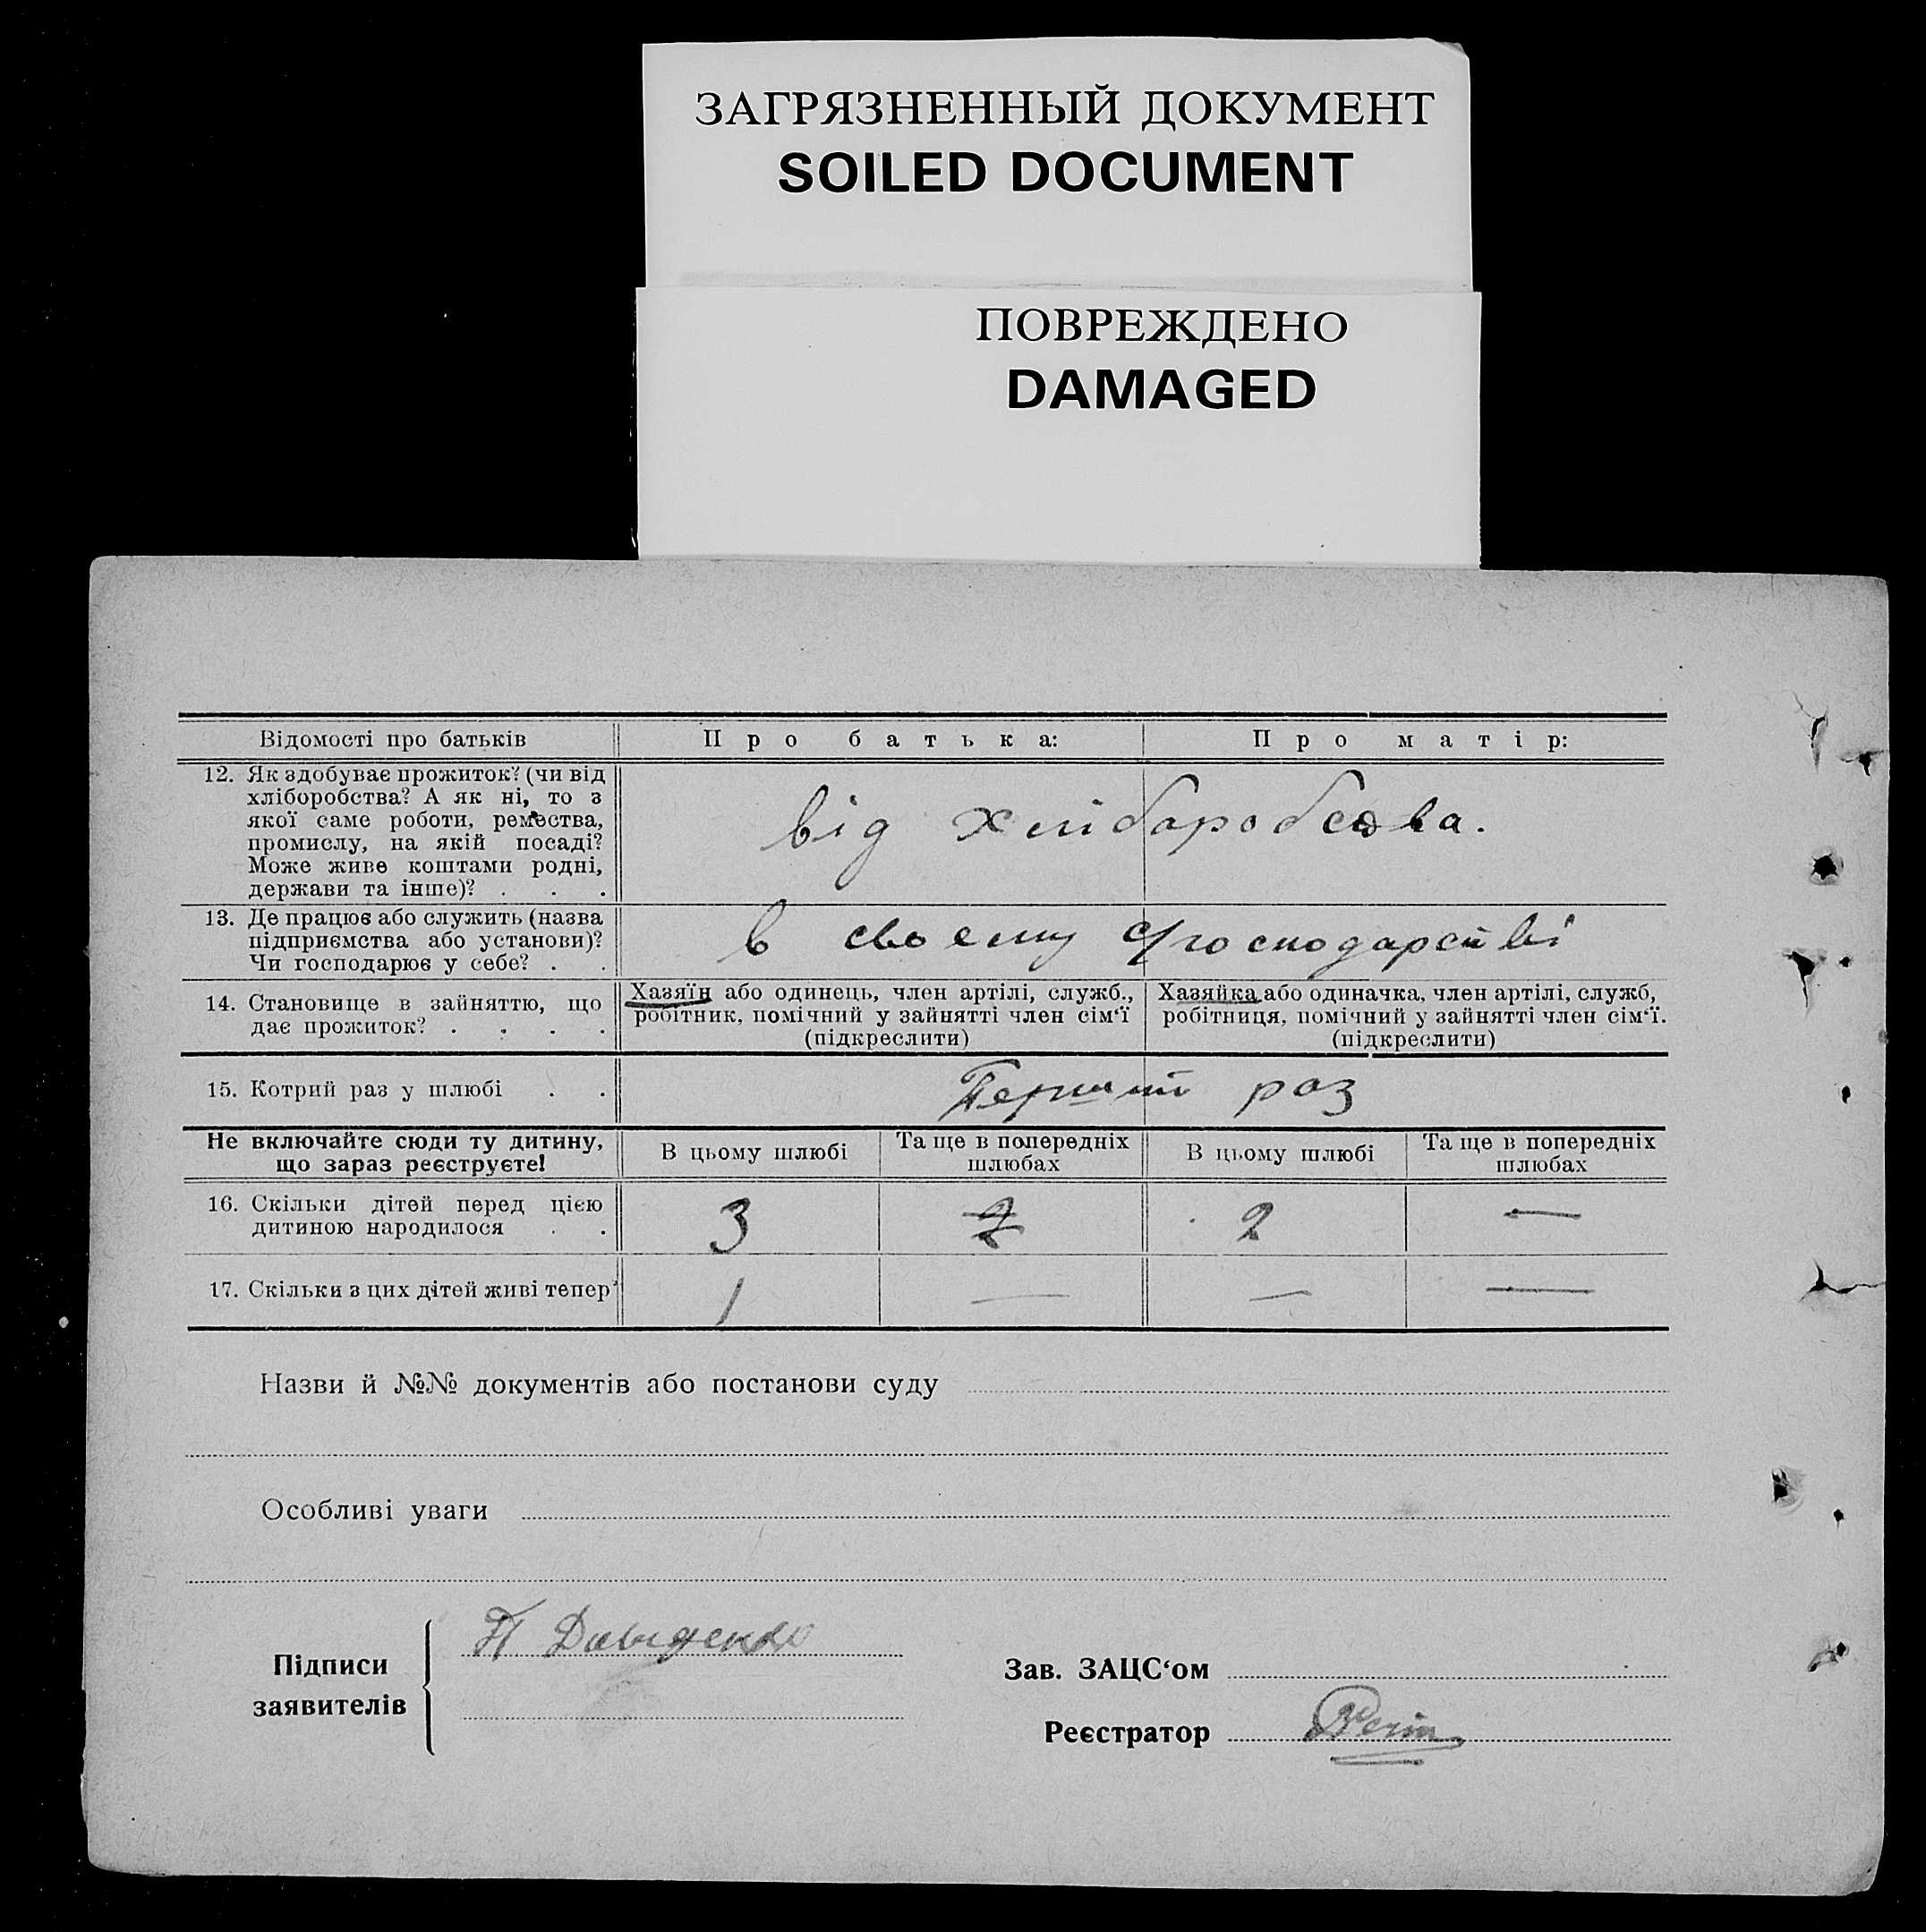 ЗАГРЯЗНЕННЫЙ ДОКУМЕНТ
SOILED DOCUMENT
ПОВРЕЖДЕНО
DAMAGED
Відомості про батьків
Про батька:
Про матір:
12. Як здобуває прожиток? (чи від
хліборобства? А як ні, то з
якої саме роботи, ремества,
промислу, на якій посаді?
Може живе коштами родні,
держави та інше)? . . .
від хліборобства.
13. Де працює або служить (назва
підприємства або установи)?
Чи господарює у себе? . .
в своему господарстві
14. Становище в зайняттю, що
дає прожиток? . . . .
Хазяїн або одинець, член артілі, служб.,
робітник, помічний у зайнятті член сім‘ї
(підкреслити)
Хазяйка або одиначка, член артілі, служб,
робітниця, помічний у зайнятті член сім‘ї.
(підкреслити)
15. Котрий раз у шлюбі . .
Перший раз
Не включайте сюди ту дитину,
що зараз реєструєте!
В цьому шлюбі
Та ще в попередніх
шлюбах
В цьому шлюбі
Та ще в попередніх
шлюбах
16. Скільки дітей перед цією
дитиною народилося . .
3
2
2
—
17. Скільки з цих дітей живі тепер
1
—
—
—
Назви й №№ документів або постанови суду
Особливі уваги
Підписи
заявителів
П Давиденко
Зав. ЗАЦС‘ом
Реєстратор